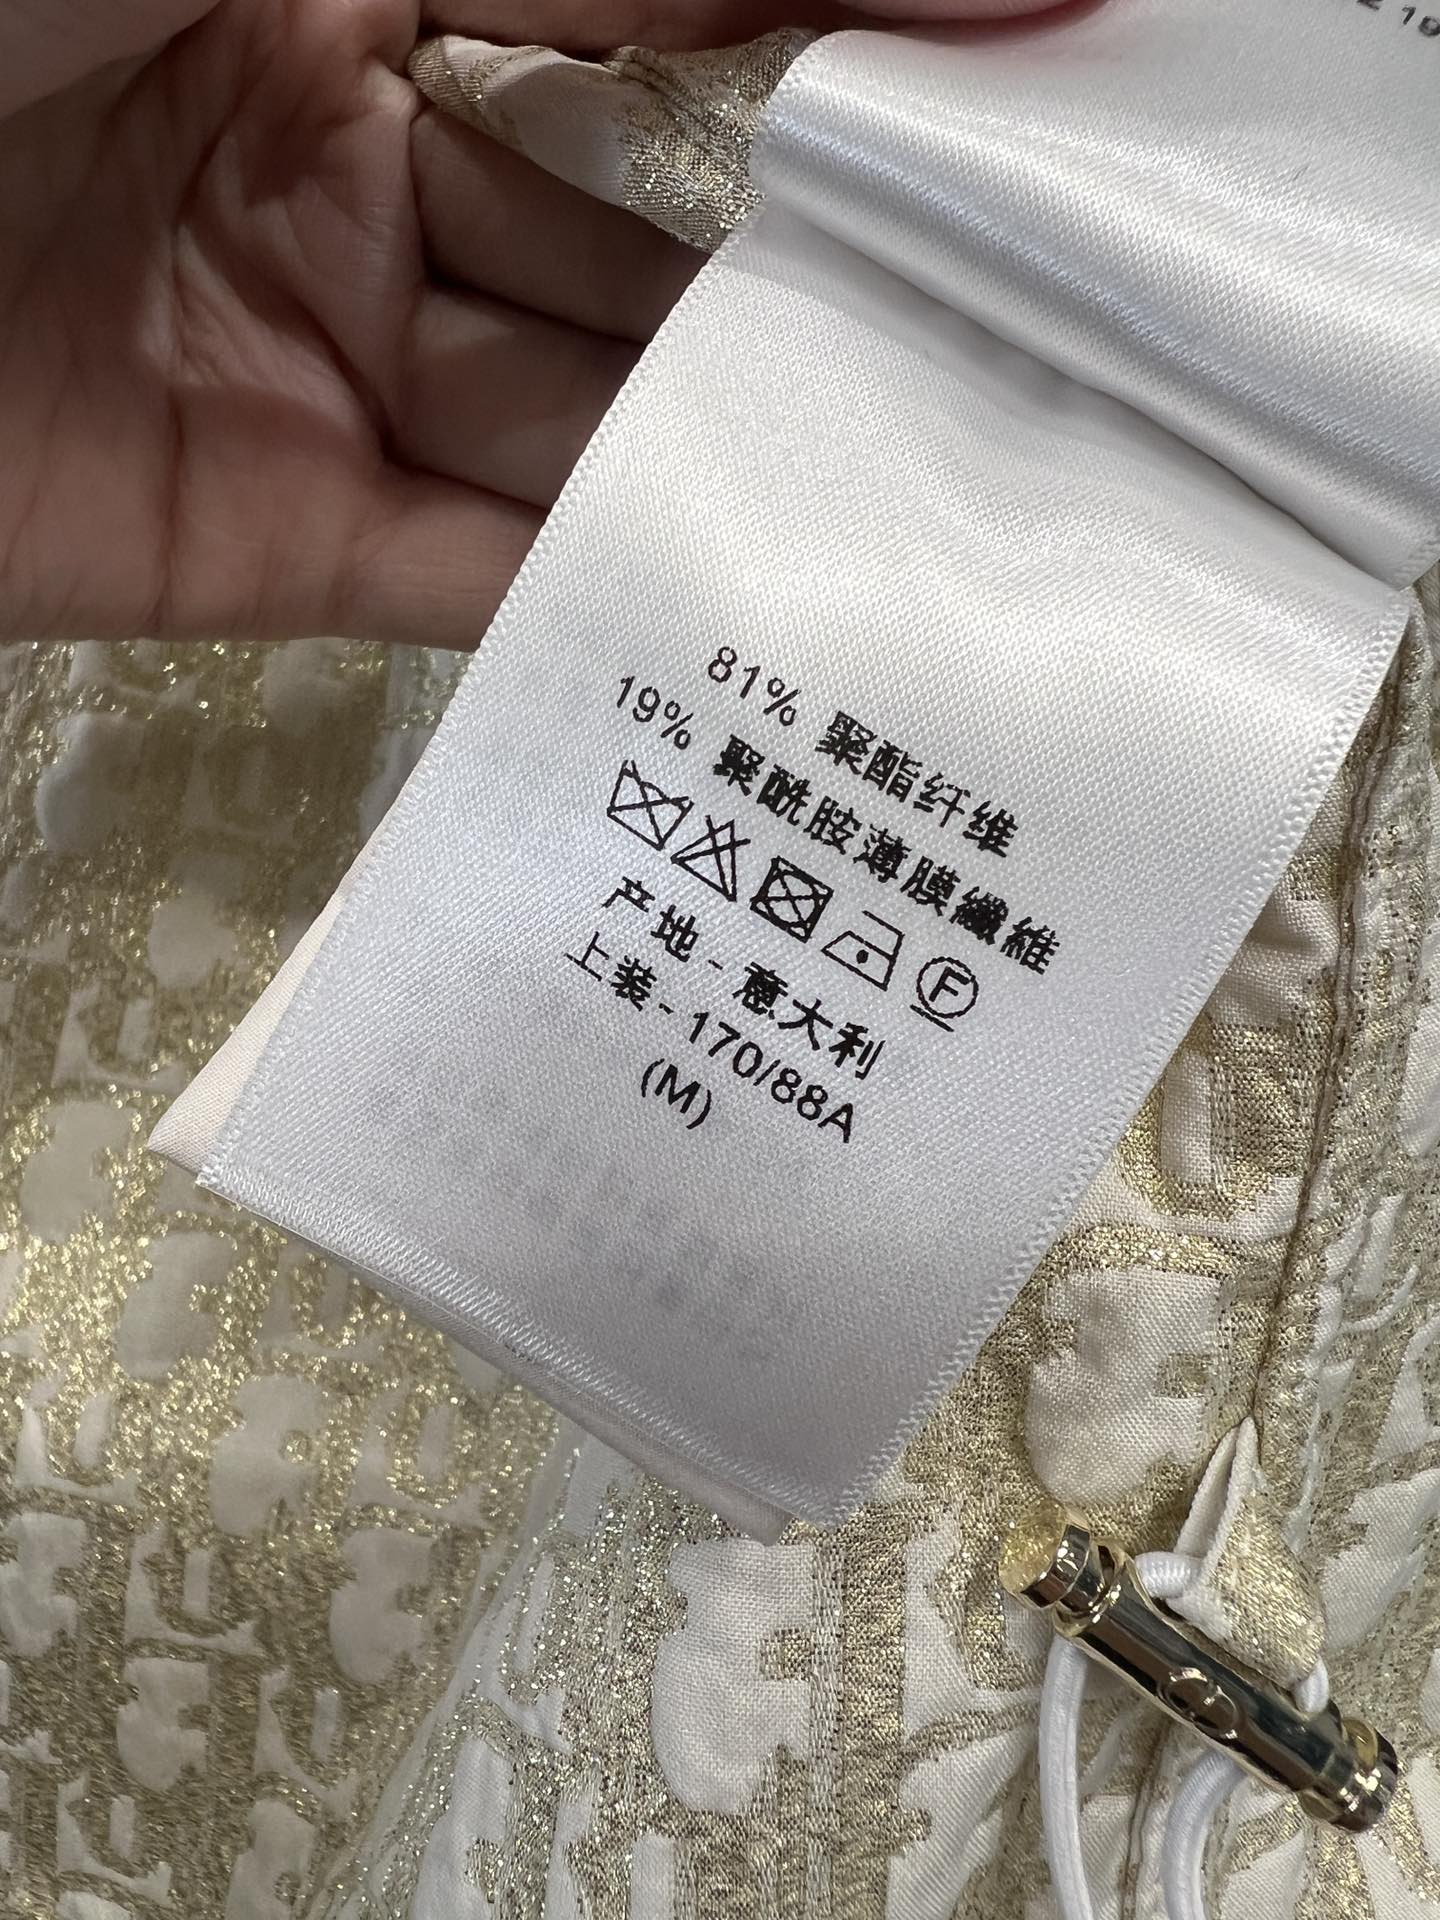 81% 聚酯纤维
19% 聚酰胺薄膜纖維
F
产地-意大利
上装-170/88A
(M)